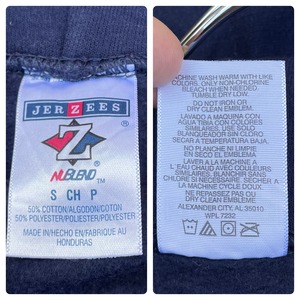 JERZEES
®
Z
®
NUBLEND™
S CH P
50% COTTON/ALGODON/COTON
50% POLYESTER/POLIESTER/POLYESTER
MADE IN/HECHO EN/FABRIQUE AU
HONDURAS
MACHINE WASH WARM WITH LIKE
COLORS. ONLY NON-CHLORINE
BLEACH WHEN NEEDED.
TUMBLE DRY LOW.
DO NOT IRON OR
DRY CLEAN EMBLEM.
LAVADO A MAQUINA CON
AGUA TIBIA CON COLORES
SIMILARES. USE SOLO
BLANQUEADOR SIN CLORO
SECAR A TEMPERATURA BAJA.
NO PLANCHE NI LIMPIE
EN SECO EL EMBLEMA
LAVER A LA MACHINE A
L'EAU CHAUD AVEC COULEURS
SIMILAIRES, BLANCHIR SANS
CHLORE SI NECESSAIRE. SECHER A
LA MACHINE CYCLE DOUX.
NE REPASSEZ PAS OU
DRY CLEAN EMBLEME
ALEXANDER CITY, AL 35010
WPL 7232